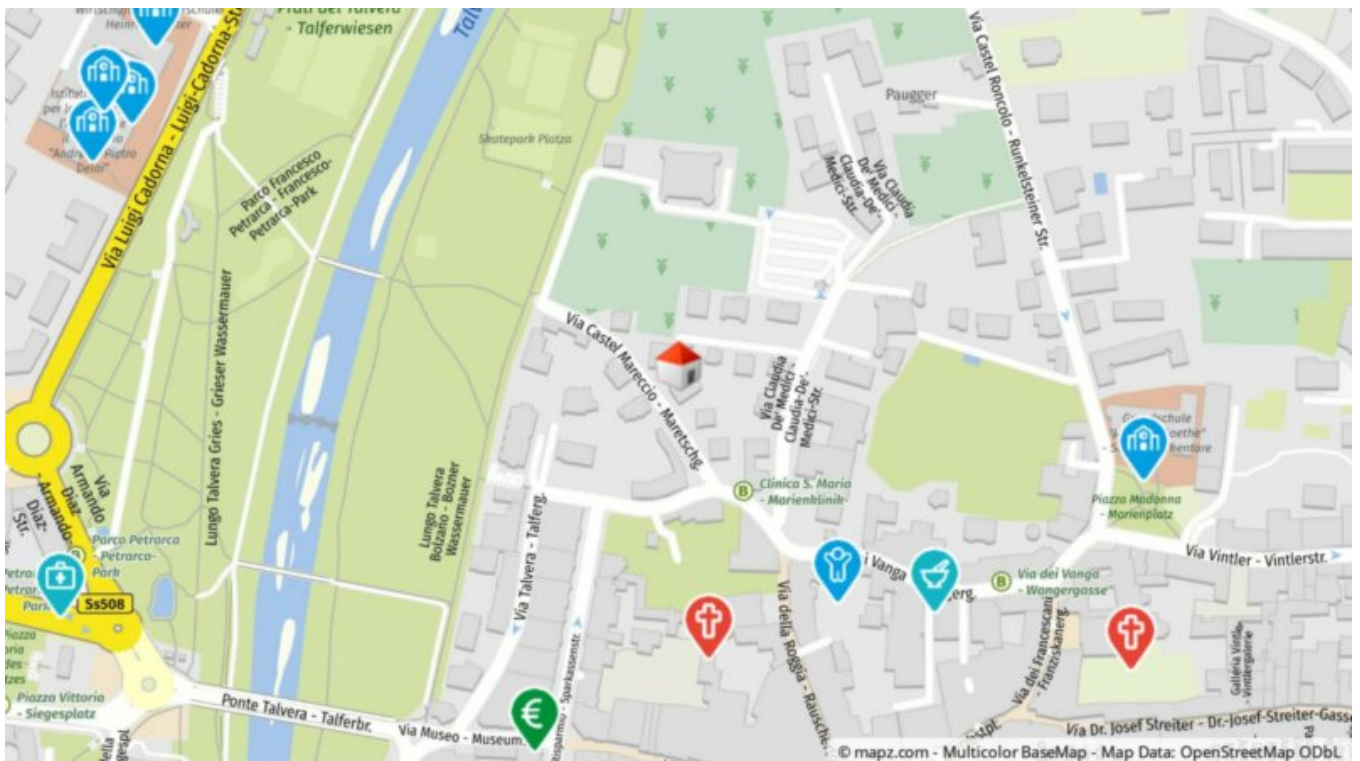 Prati del Talvera
- Talferwiesen
Via Luigi Cadorna - Luigi-Cadorna-Str.
Parco Francesco
Petrarca - Francesco-
Petrarca-Park
Skatepark Platza
Paugger
Via Castel Roncolo - Runkelsteiner Str.
Via Claudia
De' Medici -
Claudia-De'-
Medici-Str.
Lungo Talvera Gries - Grieser Wassermauer
Via Castel Mareccio - Maretschg.
Via Claudia
De' Medici -
Claudia-De'-
Medici-Str.
Lungo Talvera
Bolzano - Bozner
Wassermauer
Via
Armando
Diaz
- Armando-
Diaz-
Str.
B
Clinica S. Maria
- Marienklinik
Piazza Madonna
- Marienplatz
Via Talvera - Talferg.
Parco Petrarca
- Petrarca-
Park
Ss508
Via Vintler - Vintlerstr.
B
Via dei Vanga
- Wangergasse
Via della Roggia - Rausche
Via dei Francescani
- Franziskanerg.
Galleria Vintler
- Vintlergalerie
Piazza Vittoria
- Siegesplatz
Ponte Talvera - Talferbr.
Via Museo - Museum
€
Risparmio - Sparkassenstr.
Via Dr. Josef Streiter - Dr.-Josef-Streiter-Gasse
© mapz.com - Multicolor BaseMap - Map Data: OpenStreetMap ODbL